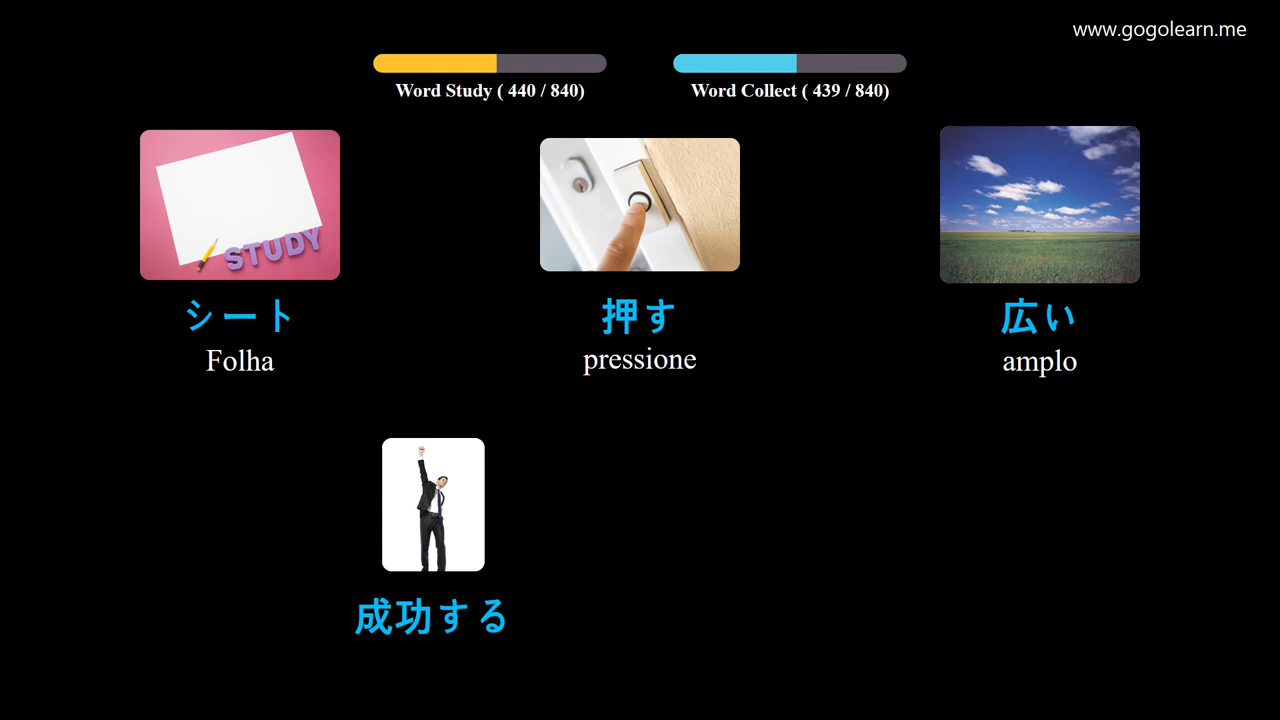 www.gogolearn.me
Word Study ( 440 / 840)
Word Collect ( 439 / 840)
STUDY
シート
Folha
押す
pressione
広い
amplo
成功する